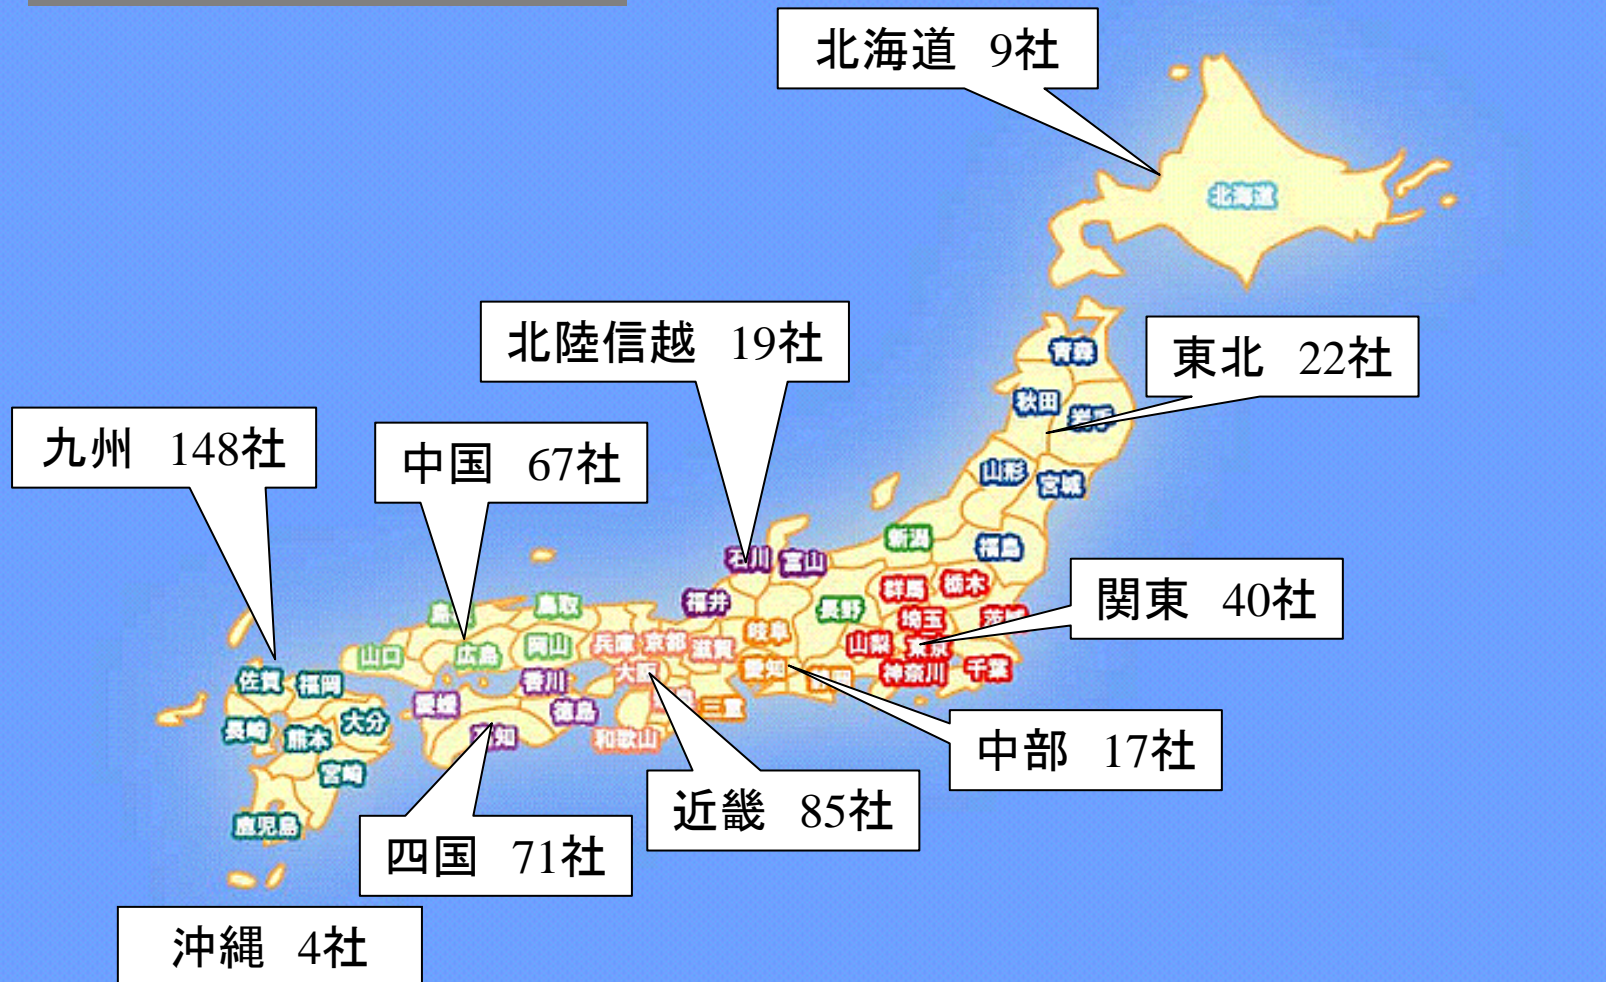 北海道 9社
北海道
北陸信越 19社
東北 22社
青森
秋田
岩手
九州 148社
中国 67社
山形
宮城
新潟
福島
石川
富山
関東 40社
群馬
栃木
福井
長野
埼玉
茨城
鳥取
岐阜
山梨
東京
山口
広島
岡山
兵庫
京都
滋賀
愛知
神奈川
千葉
佐賀
福岡
香川
大阪
愛媛
徳島
三重
長崎
熊本
大分
和歌山
中部 17社
宮崎
近畿 85社
鹿児島
四国 71社
沖縄 4社